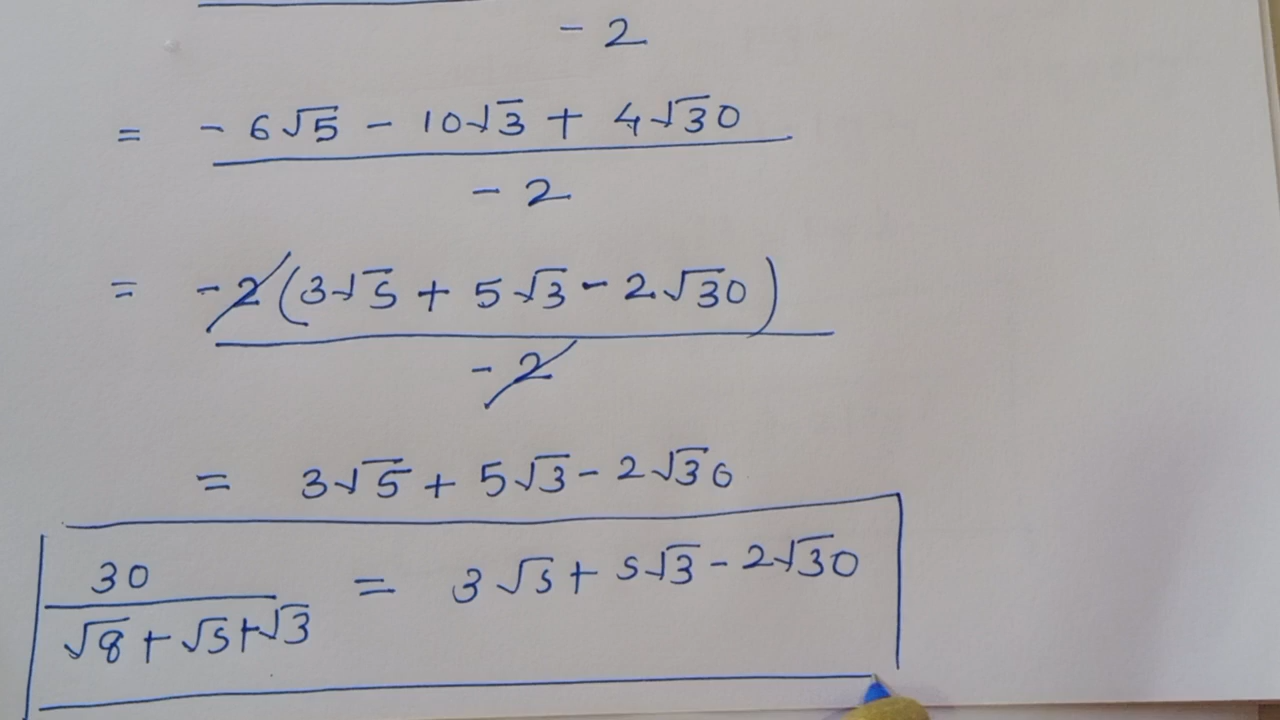 - 2
= - 6√5 - 10√3 + 4√30
- 2
= -2(3√5 + 5√3 - 2√30)
- 2
= 3√5 + 5√3 - 2√30
30
= 3√5 + 5√3 - 2√30
√8 + √5 + √3